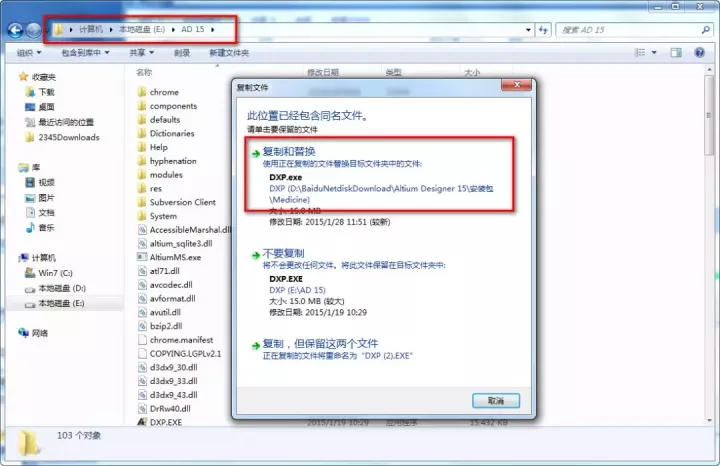 计算机 ▸ 本地磁盘 (E:) ▸ AD 15 ▸
搜索 AD 15
组织 包含到库中 共享 刻录 新建文件夹
名称 修改日期 类型 大小
收藏夹
下载
桌面
最近访问的位置
2345Downloads
库
视频
图片
文档
音乐
计算机
Win7 (C:)
本地磁盘 (D:)
本地磁盘 (E:)
网络
chrome
components
defaults
Dictionaries
Help
hyphenation
modules
res
Subversion Client
System
AccessibleMarshal.dll
altium_sqlite3.dll
AltiumMS.exe
atl71.dll
avcodec.dll
avformat.dll
avutil.dll
bzip2.dll
chrome.manifest
COPYING.LGPLv2.1
d3dx9_30.dll
d3dx9_33.dll
d3dx9_43.dll
DrRw40.dll
DXP.EXE 2015/1/19 10:29 应用程序 15,432 KB
复制文件
此位置已经包含同名文件。
请单击要保留的文件
复制和替换
使用正在复制的文件替换目标文件夹中的文件:
DXP.exe
DXP (D:\BaiduNetdiskDownload\Altium Designer 15\安装包
\Medicine)
大小: 15.0 MB
修改日期: 2015/1/28 11:51 (较新)
不要复制
将不会更改任何文件。将此文件保留在目标文件夹中:
DXP.EXE
DXP (E:\AD 15)
大小: 15.0 MB (较大)
修改日期: 2015/1/19 10:29
复制，但保留这两个文件
正在复制的文件将重命名为“DXP (2).EXE”
取消
103 个对象